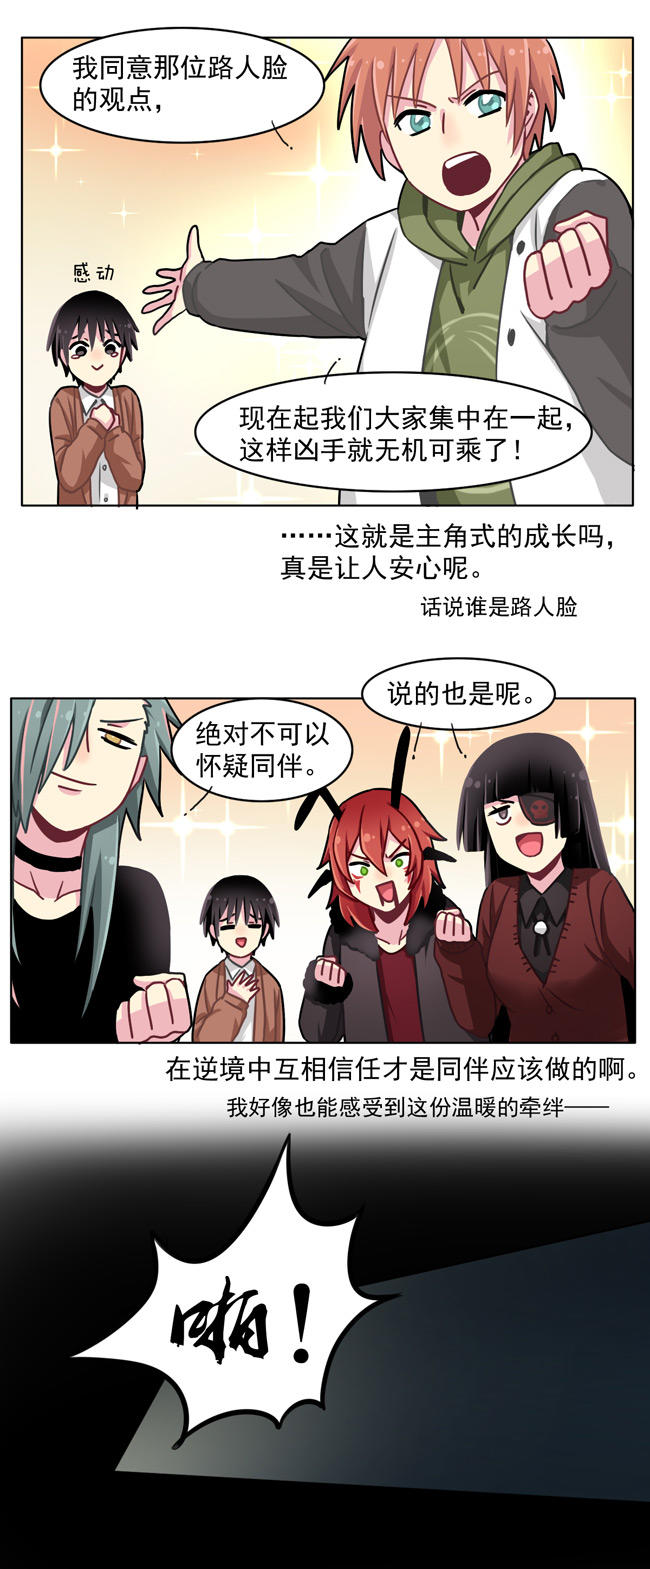 我同意那位路人脸
的观点，
感动
现在起我们大家集中在一起，
这样凶手就无机可乘了！
……这就是主角式的成长吗，
真是让人安心呢。
话说谁是路人脸
说的也是呢。
绝对不可以
怀疑同伴。
在逆境中互相信任才是同伴应该做的啊。
我好像也能感受到这份温暖的牵绊——
啪！